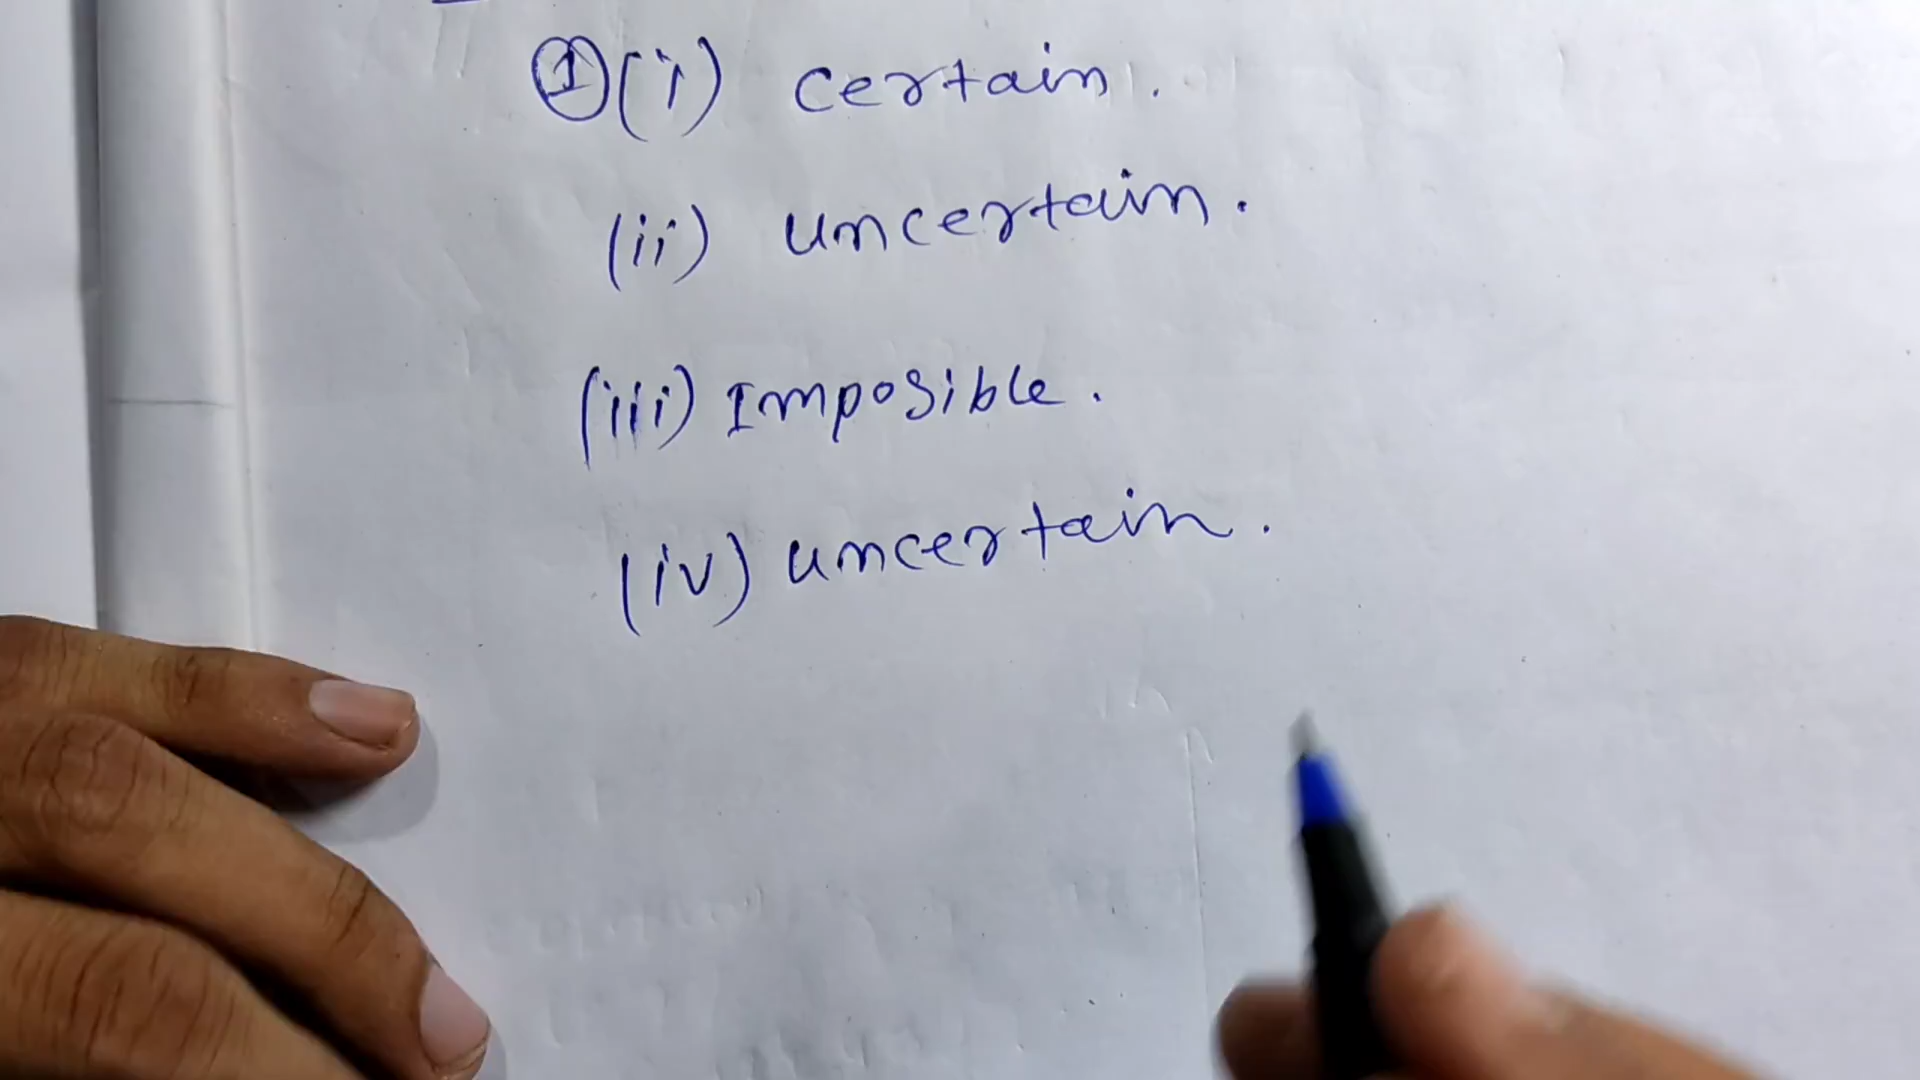 ① (i) certain.
(ii) uncertain.
(iii) Imposible.
(iv) uncertain.